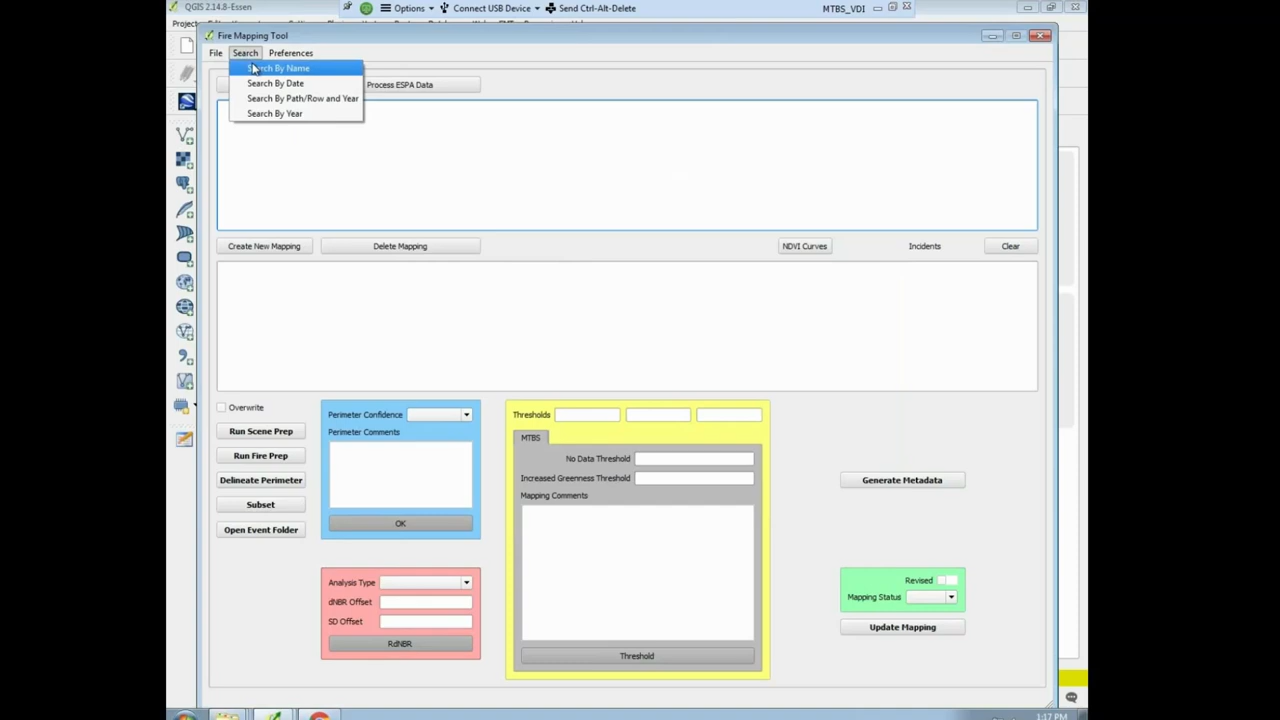 QGIS 2.14.8-Essen
Options
Connect USB Device
Send Ctrl-Alt-Delete
MTBS_VDI
Fire Mapping Tool
File
Search
Preferences
Search By Name
Search By Date
Search By Path/Row and Year
Search By Year
Process ESPA Data
Create New Mapping
Delete Mapping
NDVI Curves
Incidents
Clear
Overwrite
Run Scene Prep
Run Fire Prep
Delineate Perimeter
Subset
Open Event Folder
Perimeter Confidence
Perimeter Comments
OK
Analysis Type
dNBR Offset
SD Offset
RdNBR
Thresholds
MTBS
No Data Threshold
Increased Greenness Threshold
Mapping Comments
Threshold
Generate Metadata
Revised
Mapping Status
Update Mapping
1:17 PM